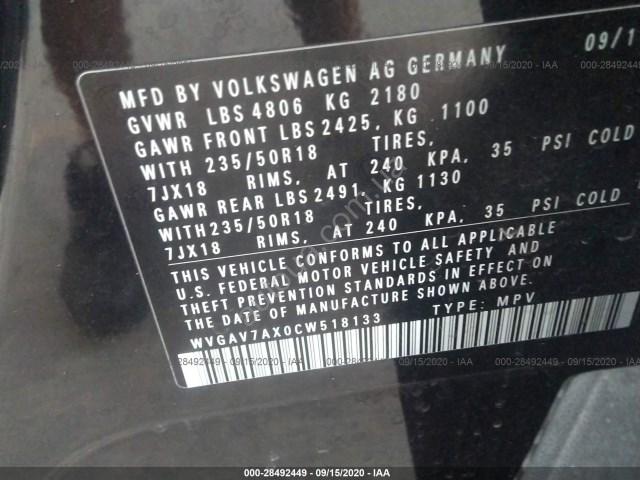 MFD BY VOLKSWAGEN AG GERMANY 09/1
GVWR LBS 4806 KG 2180
GAWR FRONT LBS 2425, KG 1100
WITH 235/50R18 TIRES,
7JX18 RIMS, AT 240 KPA, 35 PSI COLD
GAWR REAR LBS 2491, KG 1130
WITH 235/50R18 TIRES,
7JX18 RIMS, AT 240 KPA, 35 PSI COLD
THIS VEHICLE CONFORMS TO ALL APPLICABLE
U.S. FEDERAL MOTOR VEHICLE SAFETY AND
THEFT PREVENTION STANDARDS IN EFFECT ON
THE DATE OF MANUFACTURE SHOWN ABOVE.
WVGAV7AX0CW518133 TYPE: MPV
000-28492449 - 09/15/2020 - IAA